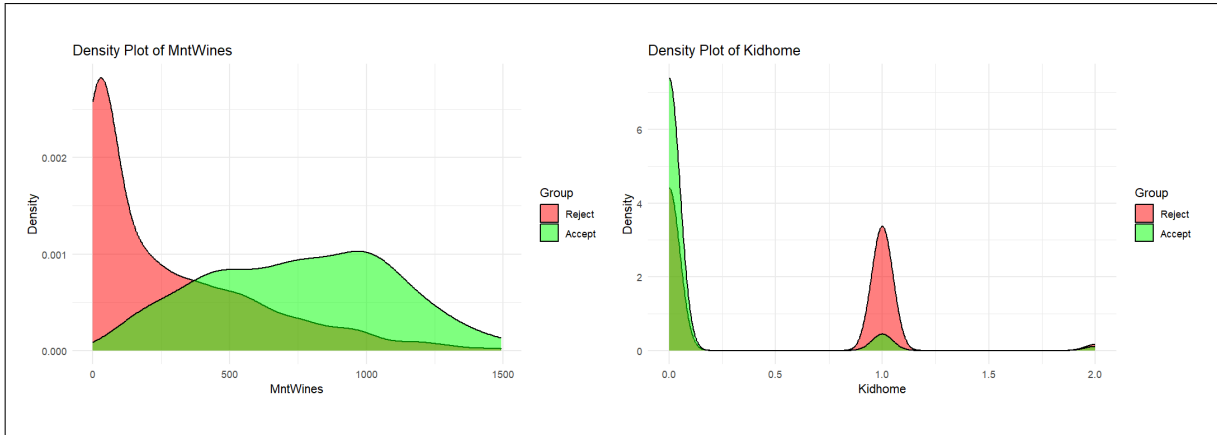 Density Plot of MntWines
Density
0.002
0.001
0.000
0
500
1000
1500
MntWines
Group
Reject
Accept
Density Plot of Kidhome
Density
6
4
2
0
0.0
0.5
1.0
1.5
2.0
Kidhome
Group
Reject
Accept